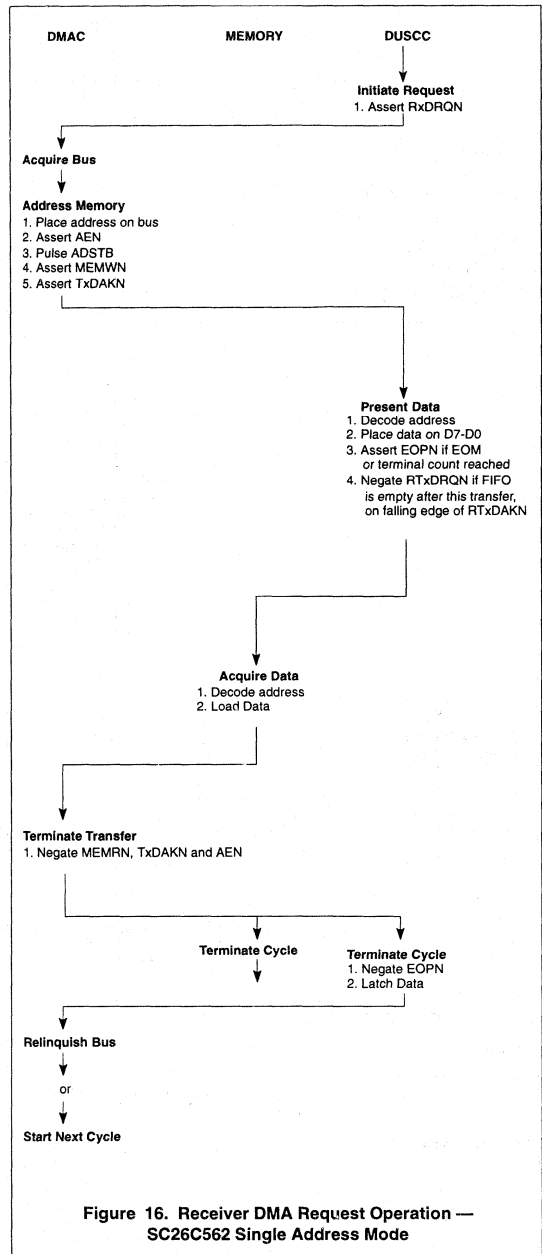 DMAC MEMORY DUSCC
Initiate Request
1. Assert RxDRQN
Acquire Bus
Address Memory
1. Place address on bus
2. Assert AEN
3. Pulse ADSTB
4. Assert MEMWN
5. Assert TxDAKN
Present Data
1. Decode address
2. Place data on D7-D0
3. Assert EOPN if EOM
or terminal count reached
4. Negate RTxDRQN if FIFO
is empty after this transfer,
on falling edge of RTxDAKN
Acquire Data
1. Decode address
2. Load Data
Terminate Transfer
1. Negate MEMRN, TxDAKN and AEN
Terminate Cycle
Terminate Cycle
1. Negate EOPN
2. Latch Data
Relinquish Bus
or
Start Next Cycle
Figure 16. Receiver DMA Request Operation —
SC26C562 Single Address Mode